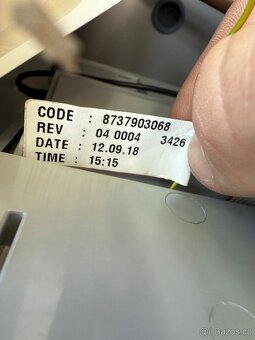 CODE : 8737903068
REV : 04 0004 3426
DATE : 12.09.18
TIME : 15:15